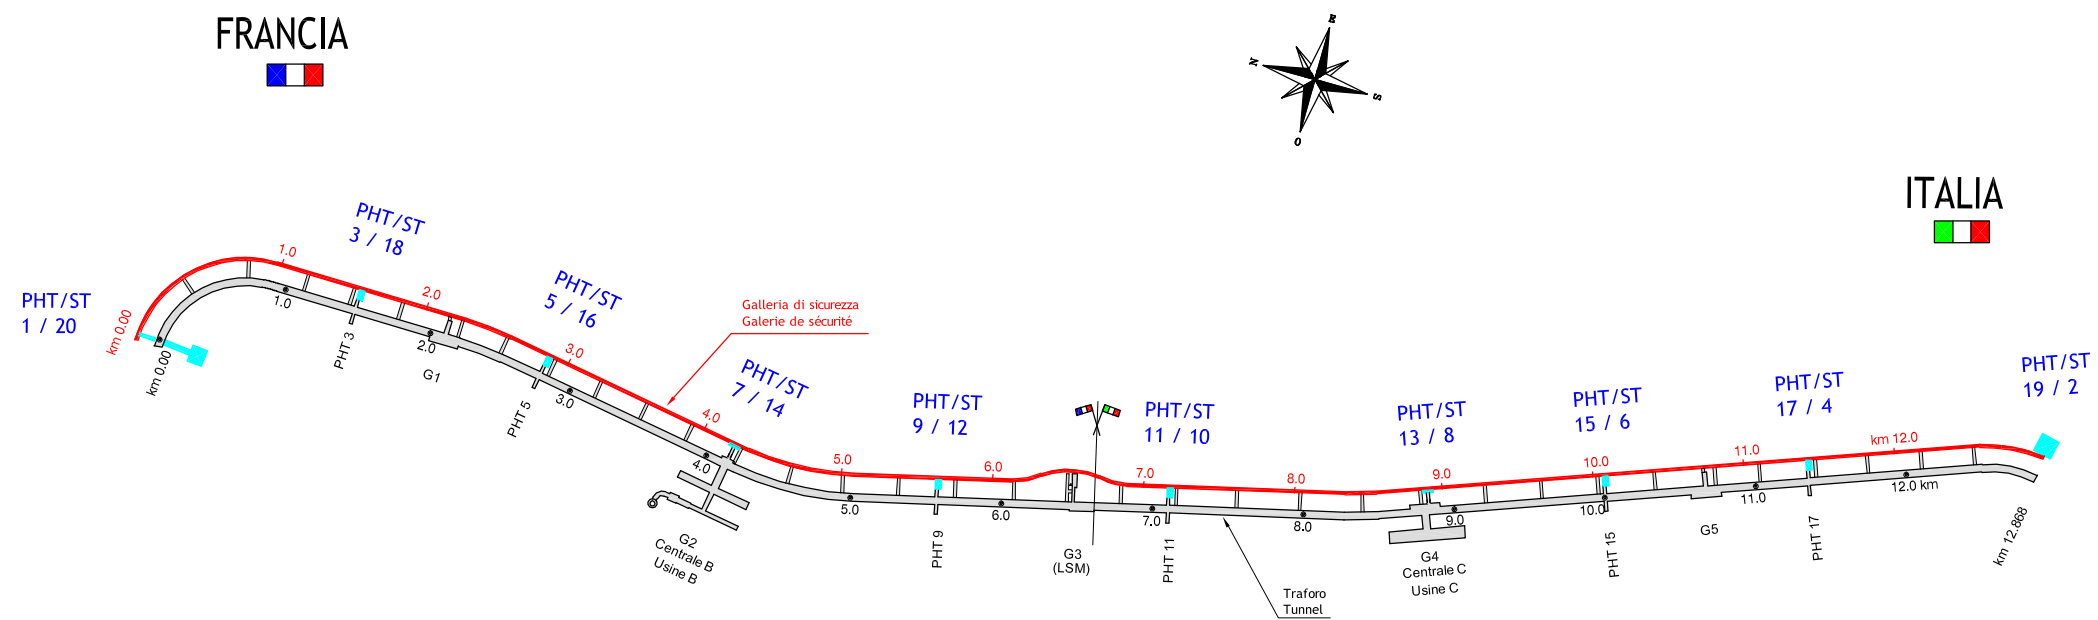 FRANCIA
E
N
S
O
ITALIA
PHT/ST
1 / 20
PHT/ST
3 / 18
PHT/ST
5 / 16
PHT/ST
7 / 14
PHT/ST
9 / 12
PHT/ST
11 / 10
PHT/ST
13 / 8
PHT/ST
15 / 6
PHT/ST
17 / 4
PHT/ST
19 / 2
Galleria di sicurezza
Galerie de sécurité
km 0.00
1.0
2.0
3.0
4.0
5.0
6.0
7.0
8.0
9.0
10.0
11.0
km 12.0
km 0.00
1.0
2.0
3.0
4.0
5.0
6.0
7.0
8.0
9.0
10.0
11.0
12.0 km
km 12.868
PHT 3
G1
PHT 5
G2
Centrale B
Usine B
PHT 9
G3
(LSM)
PHT 11
Traforo
Tunnel
G4
Centrale C
Usine C
PHT 15
G5
PHT 17